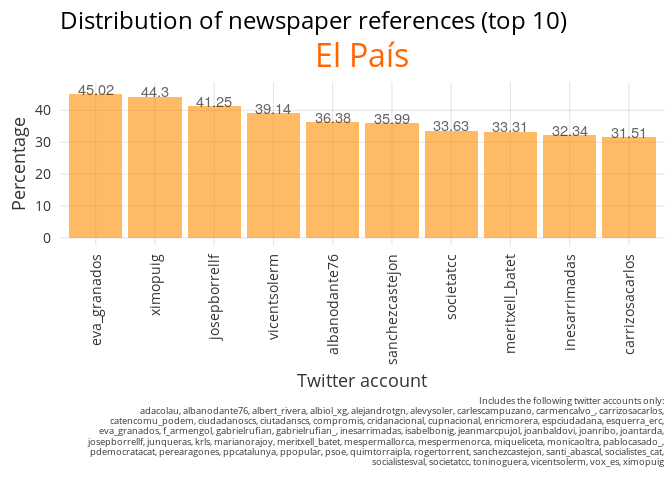 Distribution of newspaper references (top 10)
El País
45.02 44.3 41.25 39.14 36.38 35.99 33.63 33.31 32.34 31.51
40
30
20
10
0
Percentage
eva_granados
ximopuig
josepborrellf
vicentsolerm
albanodante76
sanchezcastejon
societatcc
meritxell_batet
inesarrimadas
carrizosacarlos
Twitter account
Includes the following twitter accounts only:
adacolau, albanodante76, albert_rivera, albiol_xg, alejandrotgn, alevysoler, carlescampuzano, carmencalvo_, carrizosacarlos,
catencomu_podem, ciudadanoscs, ciutadanscs, compromis, cridanacional, cupnacional, enricmorera, espciudadana, esquerra_erc,
eva_granados, f_armengol, gabrielrufian, gabrielrufian_, inesarrimadas, isabelbonig, jeanmarcpujol, joanbaldovi, joanribo, joantarda,
josepborrellf, junqueras, krls, marianorajoy, meritxell_batet, mespermallorca, mespermenorca, miqueliceta, monicaoltra, pablocasado_,
pdemocratacat, perearagones, ppcatalunya, ppopular, psoe, quimtorraipla, rogertorrent, sanchezcastejon, santi_abascal, socialistes_cat,
socialistesval, societatcc, toninoguera, vicentsolerm, vox_es, ximopuig